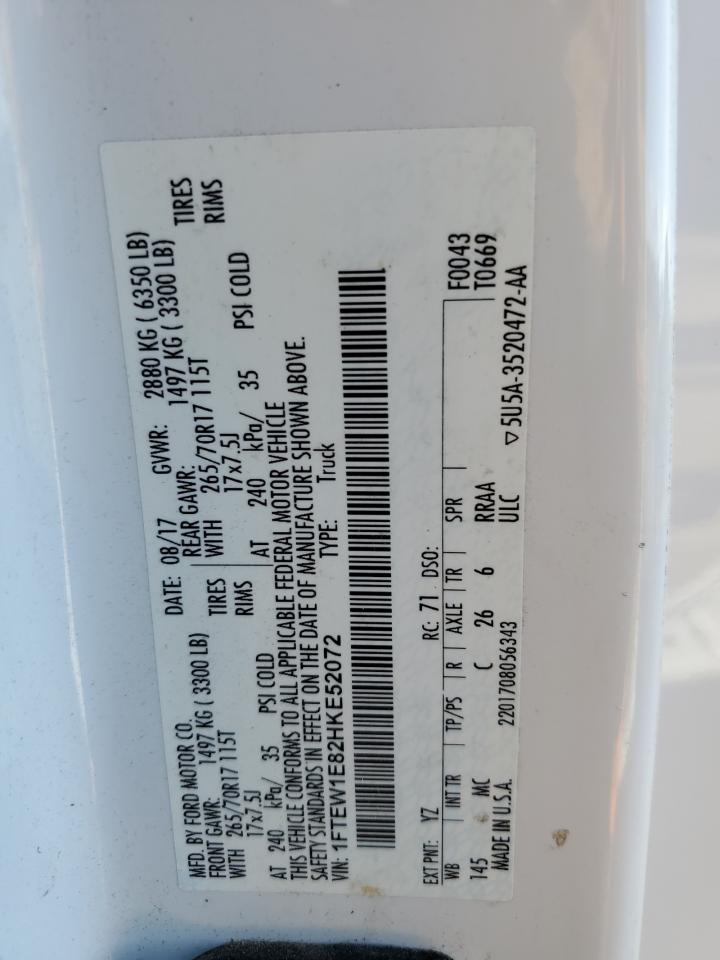 MFD. BY FORD MOTOR CO.
DATE: 08/17 GVWR: 2880 KG ( 6350 LB)
FRONT GAWR: 1497 KG ( 3300 LB) REAR GAWR: 1497 KG ( 3300 LB)
WITH 265/70R17 115T TIRES WITH 265/70R17 115T TIRES
17x7.5J RIMS 17x7.5J RIMS
AT 240 kPa/ 35 PSI COLD AT 240 kPa/ 35 PSI COLD
THIS VEHICLE CONFORMS TO ALL APPLICABLE FEDERAL MOTOR VEHICLE
SAFETY STANDARDS IN EFFECT ON THE DATE OF MANUFACTURE SHOWN ABOVE.
VIN: 1FTEW1E82HKE52072 TYPE: Truck
EXT PNT: YZ RC: 71 DSO: F0043
WB INT TR TP/PS R AXLE TR SPR T0669
145 MC C 26 6 RRAA
MADE IN U.S.A. 2201708056343 ULC ▽5U5A-3520472-AA